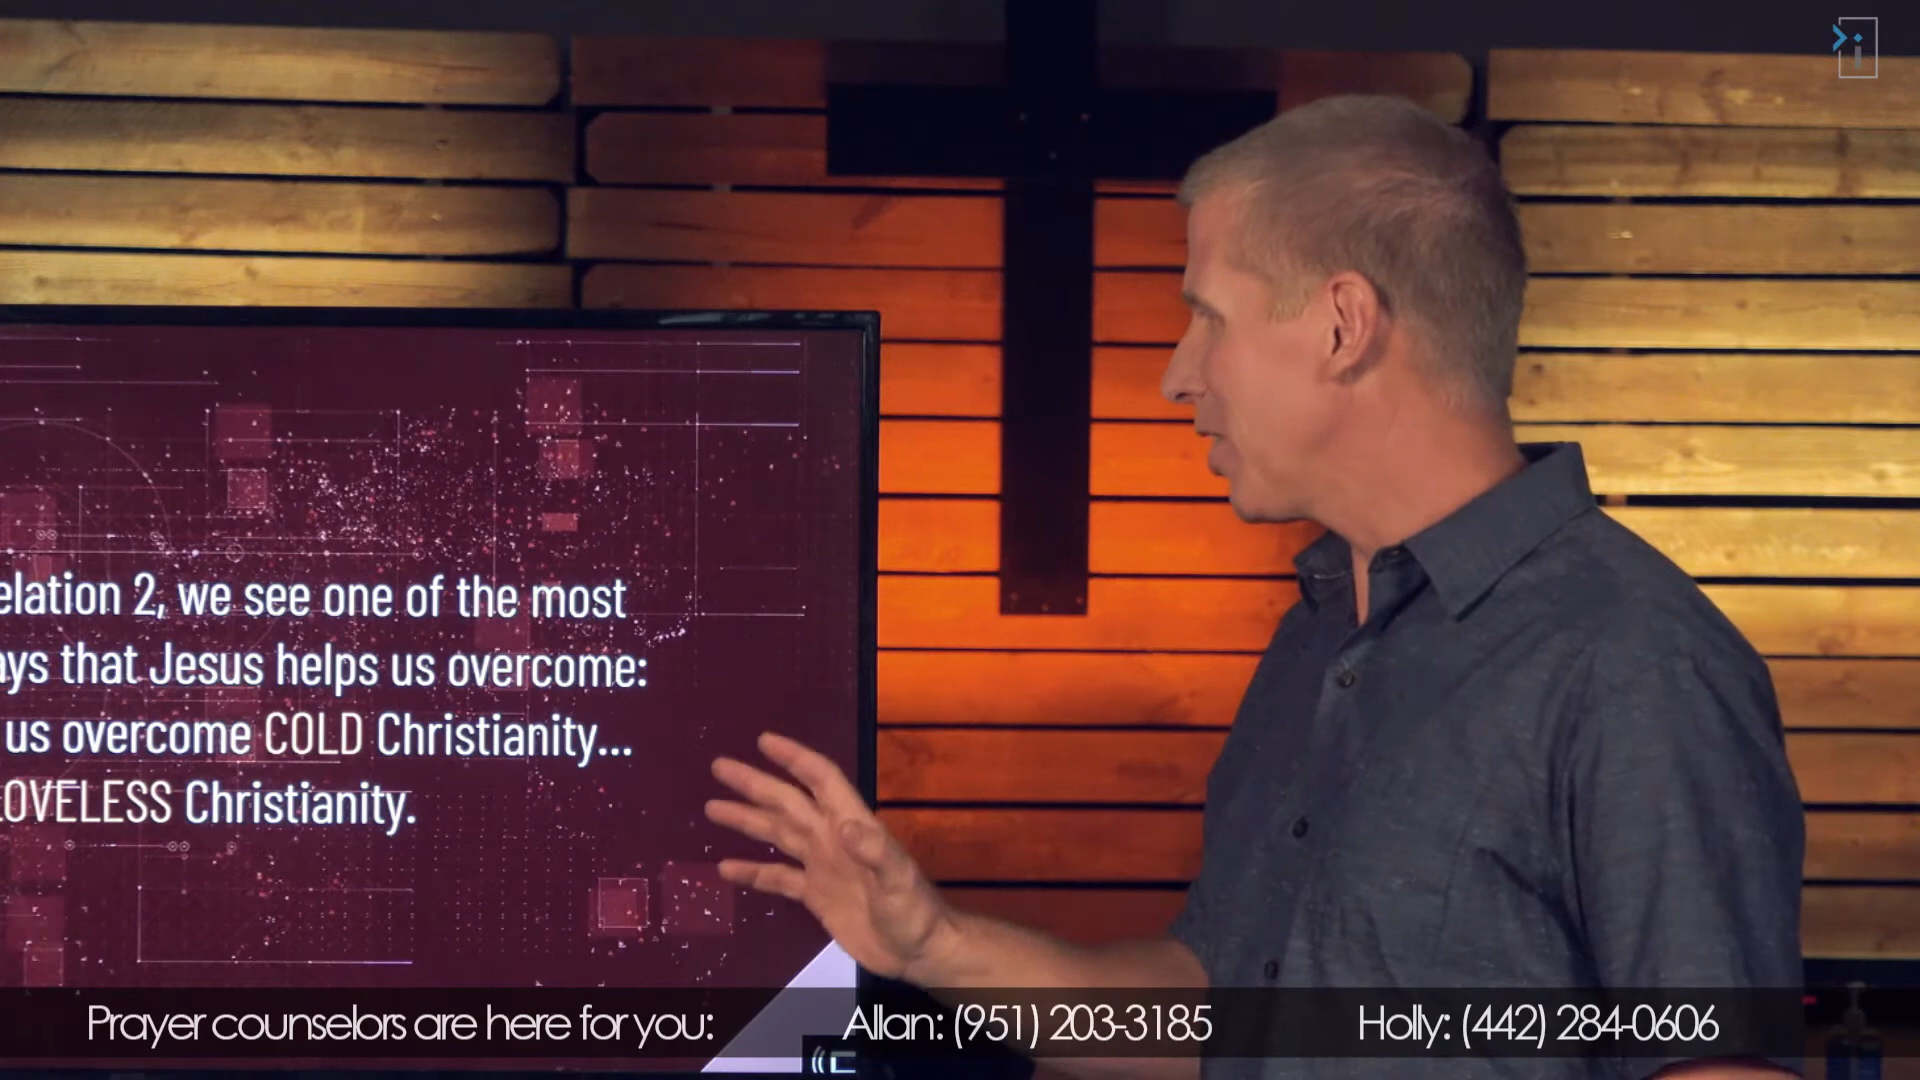 elation 2, we see one of the most
ays that Jesus helps us overcome:
us overcome COLD Christianity...
LOVELESS Christianity.
Prayer counselors are here for you: Allan: (951) 203-3185 Holly: (442) 284-0606